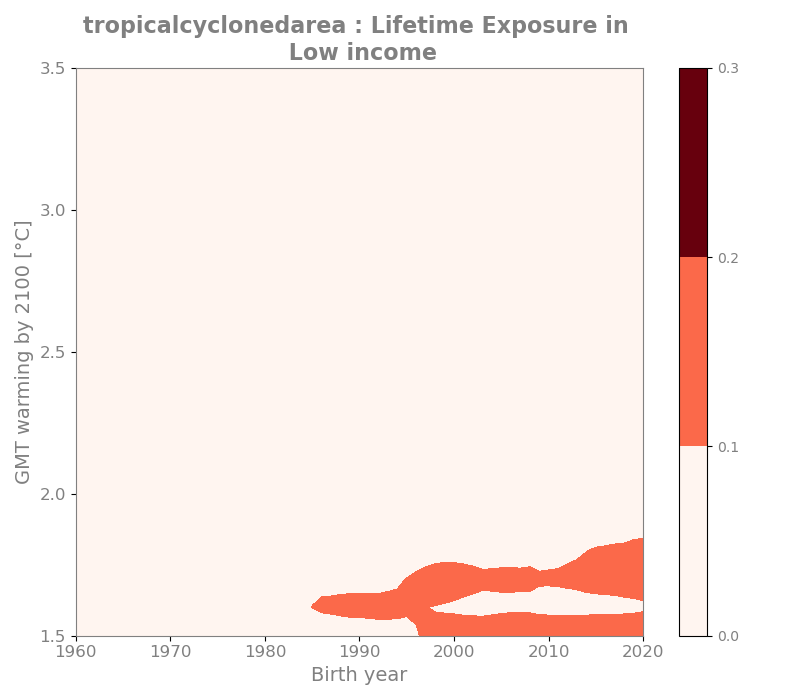 tropicalcyclonedarea : Lifetime Exposure in
Low income
3.5
3.0
2.5
2.0
1.5
GMT warming by 2100 [°C]
1960 1970 1980 1990 2000 2010 2020
Birth year
0.3
0.2
0.1
0.0